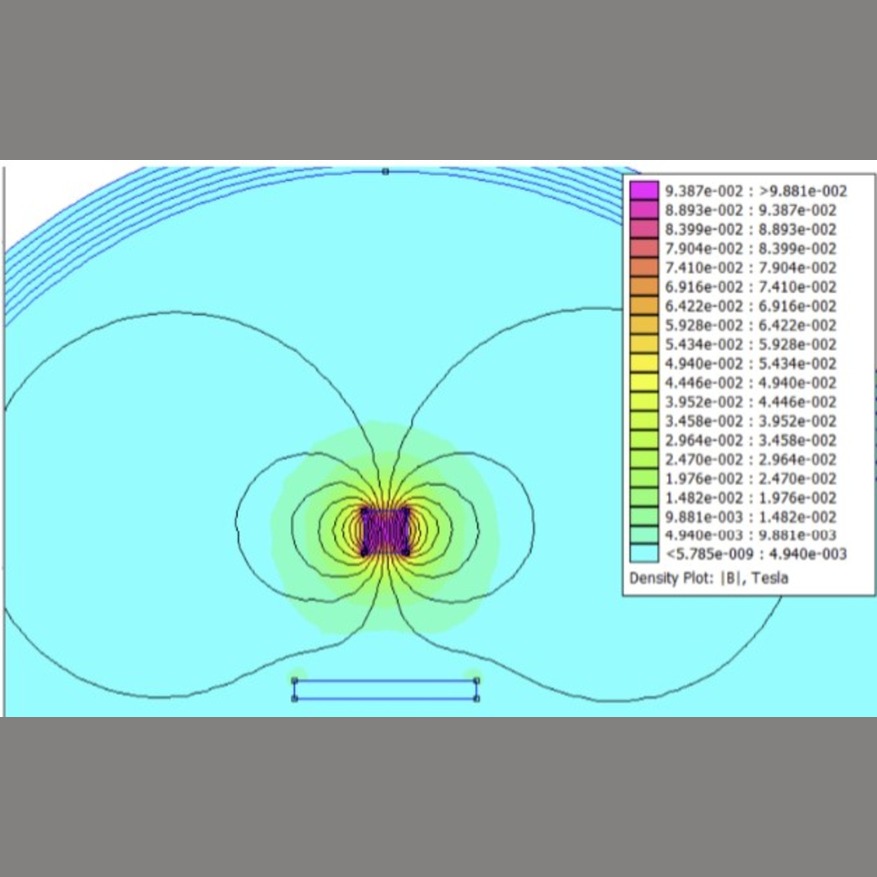 9.387e-002 : >9.881e-002
8.893e-002 : 9.387e-002
8.399e-002 : 8.893e-002
7.904e-002 : 8.399e-002
7.410e-002 : 7.904e-002
6.916e-002 : 7.410e-002
6.422e-002 : 6.916e-002
5.928e-002 : 6.422e-002
5.434e-002 : 5.928e-002
4.940e-002 : 5.434e-002
4.446e-002 : 4.940e-002
3.952e-002 : 4.446e-002
3.458e-002 : 3.952e-002
2.964e-002 : 3.458e-002
2.470e-002 : 2.964e-002
1.976e-002 : 2.470e-002
1.482e-002 : 1.976e-002
9.881e-003 : 1.482e-002
4.940e-003 : 9.881e-003
<5.785e-009 : 4.940e-003
Density Plot: |B|, Tesla